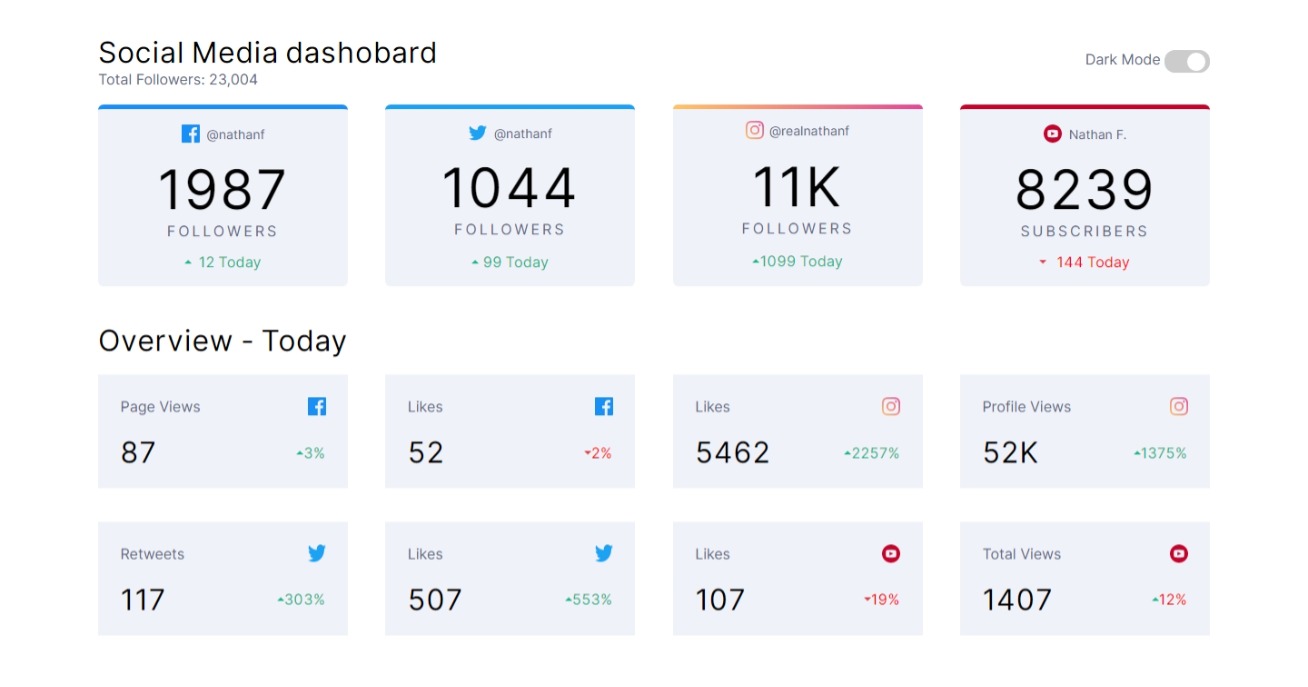 Social Media dashobard
Total Followers: 23,004
Dark Mode
@nathanf
1987
FOLLOWERS
12 Today
@nathanf
1044
FOLLOWERS
99 Today
@realnathanf
11K
FOLLOWERS
1099 Today
Nathan F.
8239
SUBSCRIBERS
144 Today
Overview - Today
Page Views
87
3%
Likes
52
2%
Likes
5462
2257%
Profile Views
52K
1375%
Retweets
117
303%
Likes
507
553%
Likes
107
19%
Total Views
1407
12%